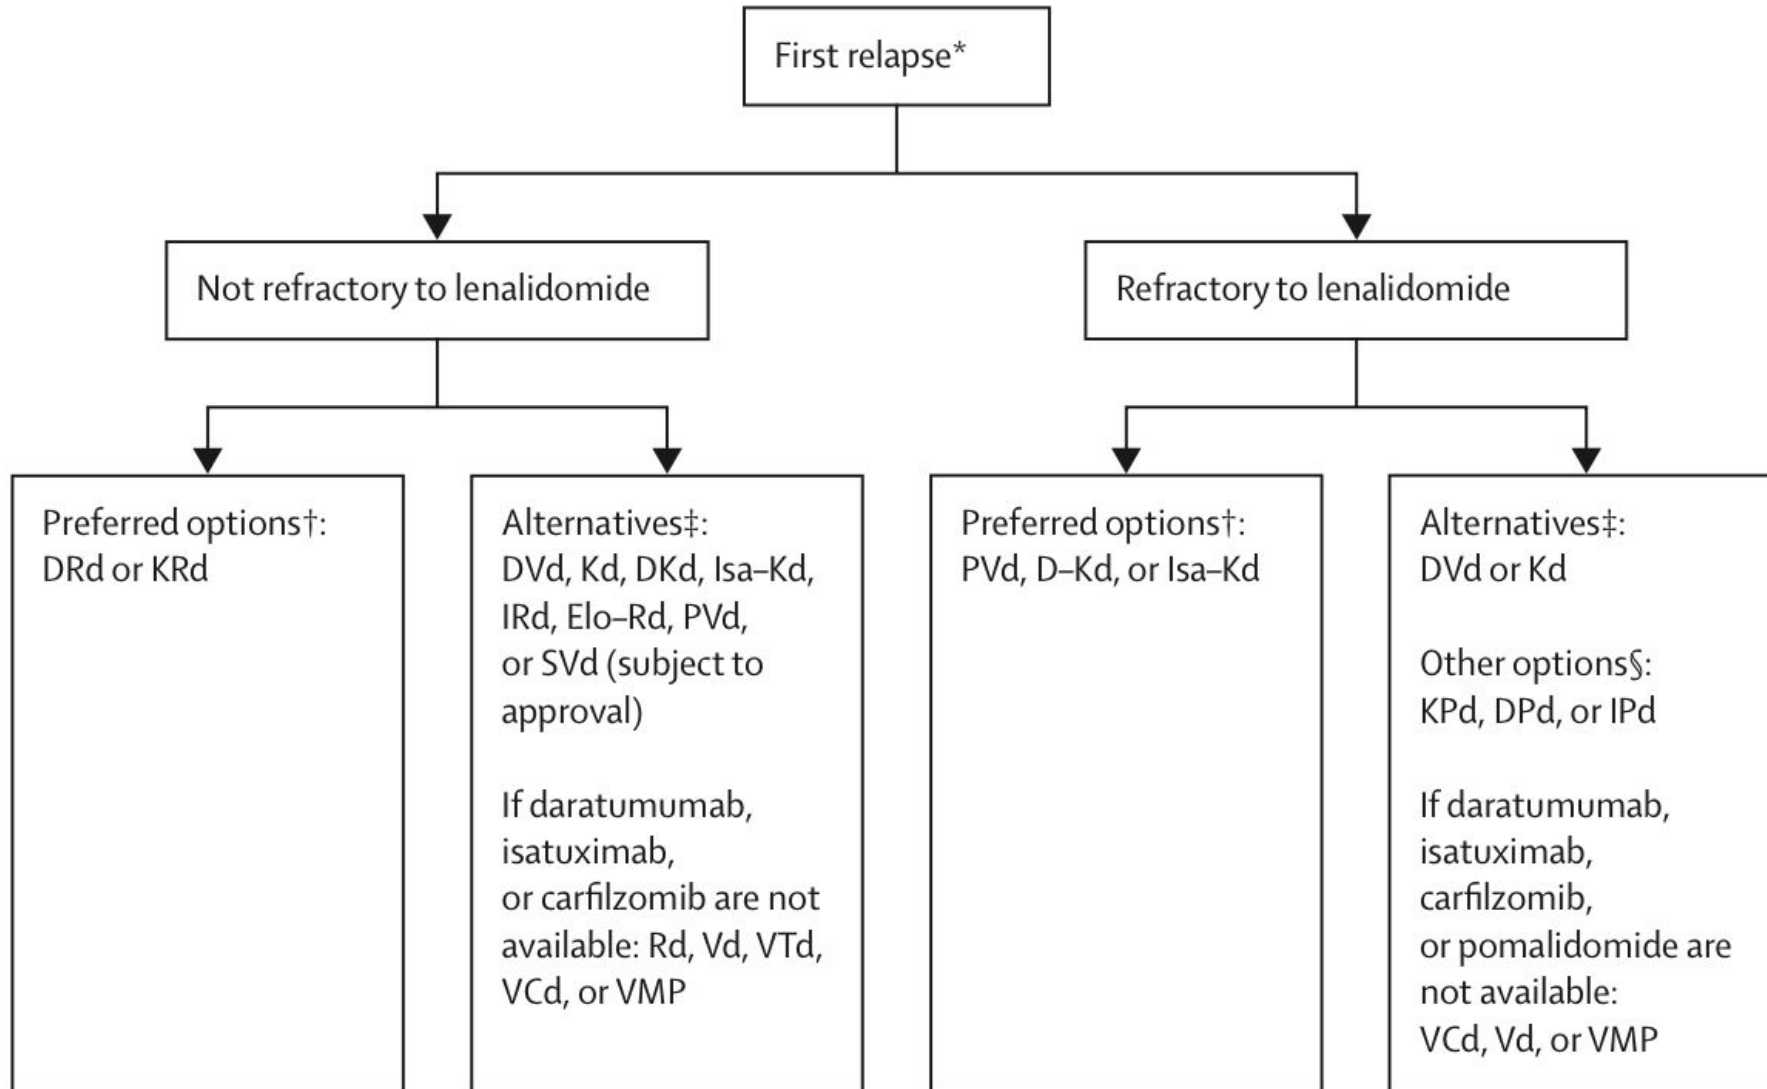 First relapse*
Not refractory to lenalidomide
Refractory to lenalidomide
Preferred options†:
DRd or KRd
Alternatives‡:
DVd, Kd, DKd, Isa–Kd,
IRd, Elo–Rd, PVd,
or SVd (subject to
approval)
If daratumumab,
isatuximab,
or carfilzomib are not
available: Rd, Vd, VTd,
VCd, or VMP
Preferred options†:
PVd, D–Kd, or Isa–Kd
Alternatives‡:
DVd or Kd
Other options§:
KPd, DPd, or IPd
If daratumumab,
isatuximab,
carfilzomib,
or pomalidomide are
not available:
VCd, Vd, or VMP